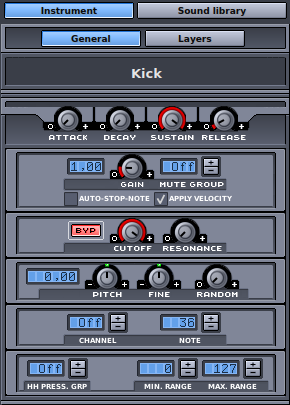 Instrument Sound library
General Layers
Kick
ATTACK DECAY SUSTAIN RELEASE
1,00 Off
GAIN MUTE GROUP
AUTO-STOP-NOTE APPLY VELOCITY
BYP
CUTOFF RESONANCE
0,00
PITCH FINE RANDOM
Off 36
CHANNEL NOTE
Off 0 127
HH PRESS. GRP MIN. RANGE MAX. RANGE